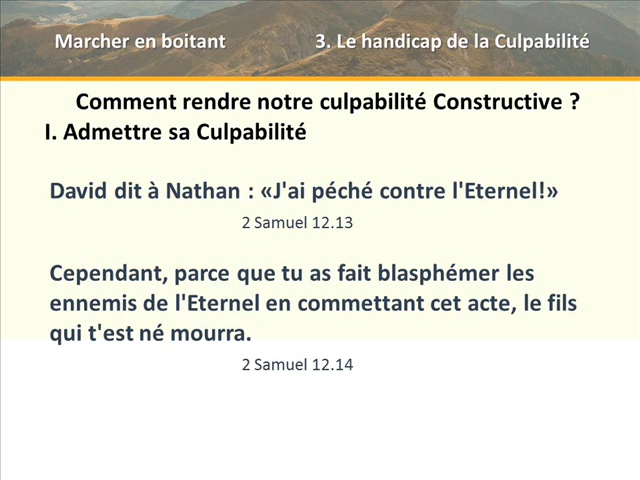 Marcher en boitant 3. Le handicap de la Culpabilité
Comment rendre notre culpabilité Constructive ?
I. Admettre sa Culpabilité
David dit à Nathan : «J'ai péché contre l'Eternel!»
2 Samuel 12.13
Cependant, parce que tu as fait blasphémer les
ennemis de l'Eternel en commettant cet acte, le fils
qui t'est né mourra.
2 Samuel 12.14